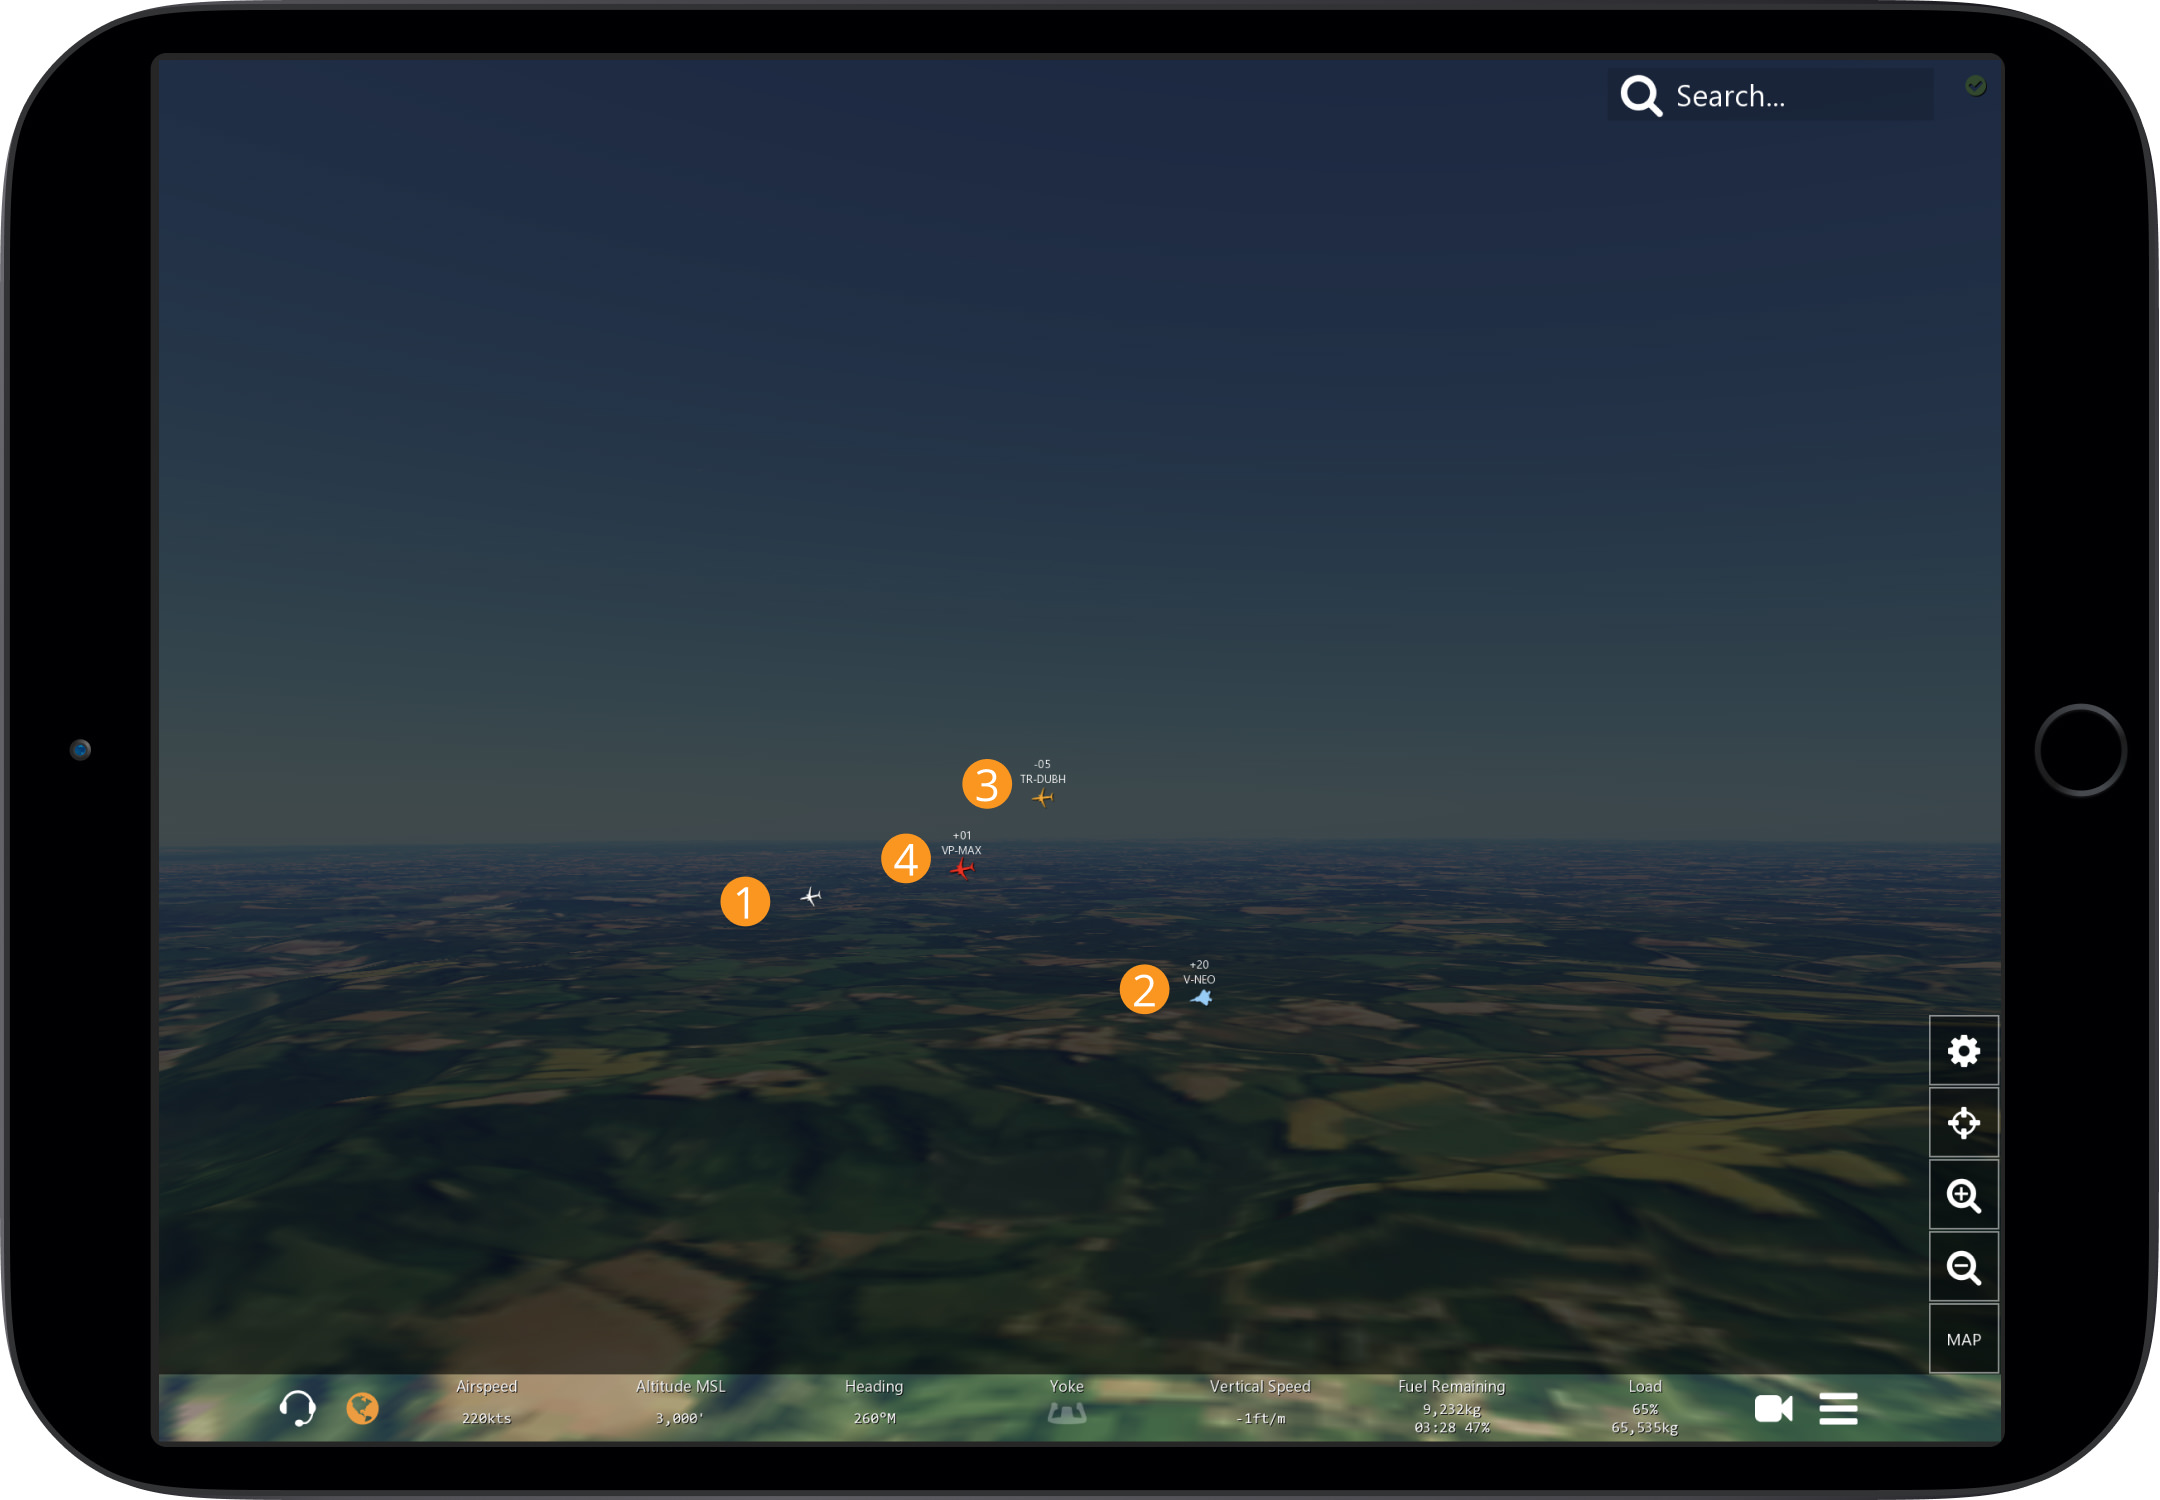 Search...
-05
TR-DUBH
3
+01
VP-MAX
4
1
+20
V-NEO
2
MAP
Airspeed
220kts
Altitude MSL
3,000'
Heading
260°M
Yoke
Vertical Speed
-1ft/m
Fuel Remaining
9,232kg
03:28 47%
Load
65%
65,535kg